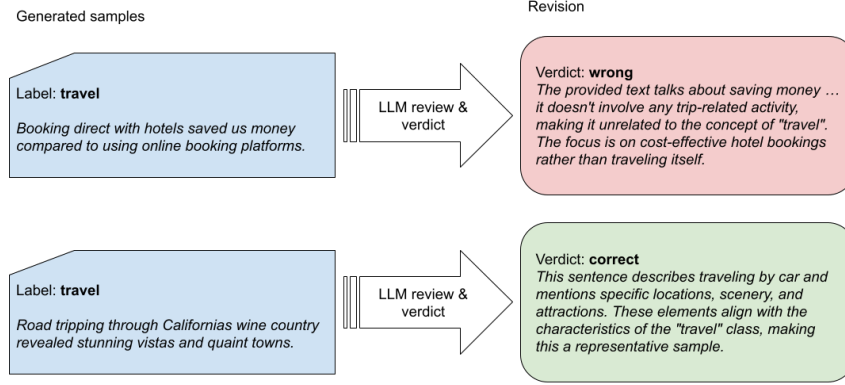 Generated samples
Revision
Label: travel
Booking direct with hotels saved us money
compared to using online booking platforms.
LLM review &
verdict
Verdict: wrong
The provided text talks about saving money …
it doesn't involve any trip-related activity,
making it unrelated to the concept of "travel".
The focus is on cost-effective hotel bookings
rather than traveling itself.
Label: travel
Road tripping through Californias wine country
revealed stunning vistas and quaint towns.
LLM review &
verdict
Verdict: correct
This sentence describes traveling by car and
mentions specific locations, scenery, and
attractions. These elements align with the
characteristics of the "travel" class, making
this a representative sample.